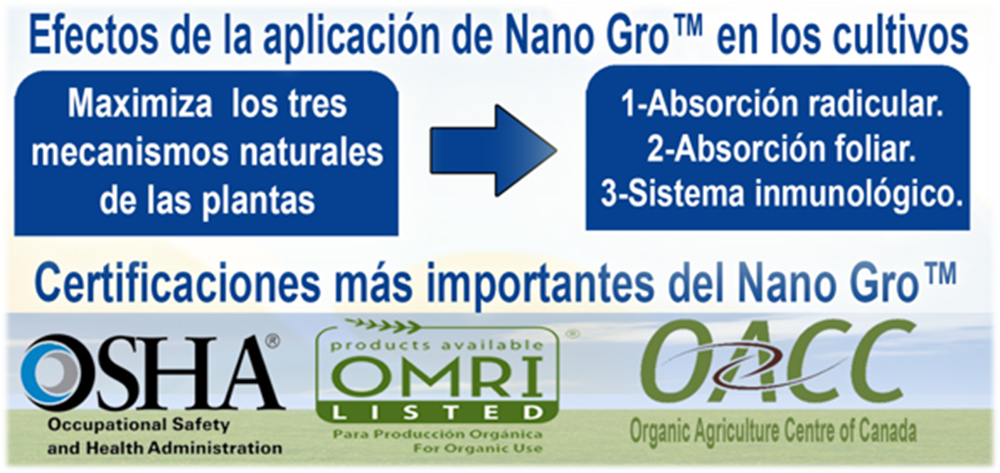 Efectos de la aplicación de Nano Gro™ en los cultivos
Maximiza los tres
mecanismos naturales
de las plantas
1-Absorción radicular.
2-Absorción foliar.
3-Sistema inmunológico.
Certificaciones más importantes del Nano Gro™
OSHA®
Occupational Safety
and Health Administration
products available ®
OMRI
LISTED
Para Producción Orgánica
For Organic Use
OACC
Organic Agriculture Centre of Canada